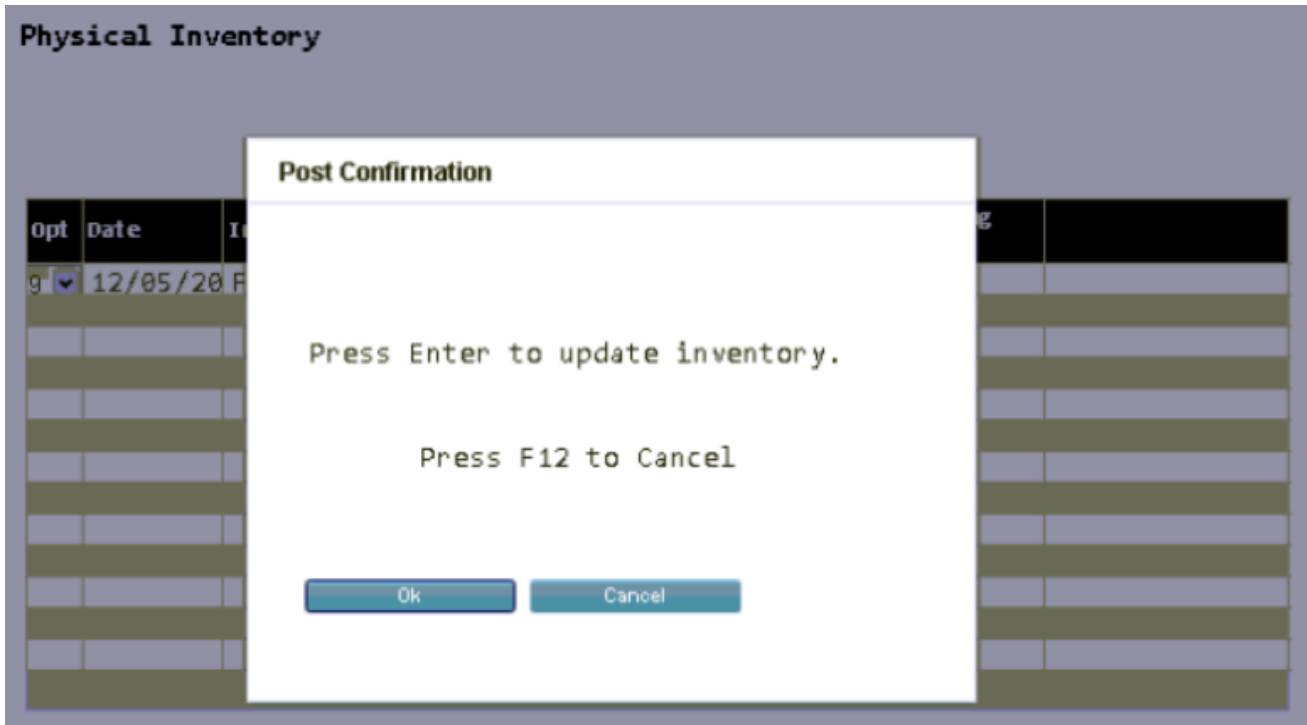 Physical Inventory
Post Confirmation
Opt Date
9 12/05/20 F
Press Enter to update inventory.
Press F12 to Cancel
Ok Cancel